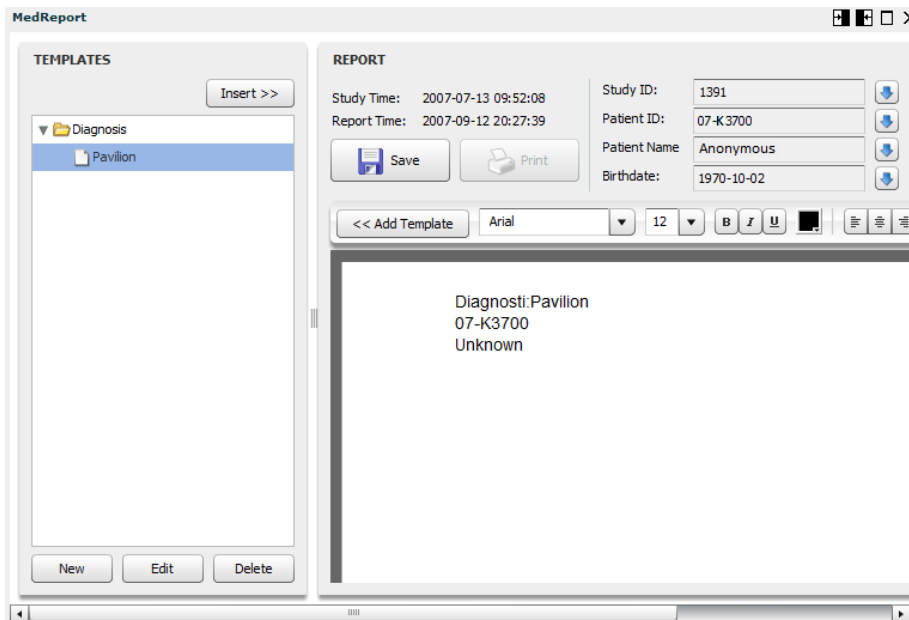 MedReport
TEMPLATES
Insert >>
Diagnosis
Pavilion
New
Edit
Delete
REPORT
Study Time: 2007-07-13 09:52:08
Report Time: 2007-09-12 20:27:39
Save
Print
Study ID: 1391
Patient ID: 07-K3700
Patient Name Anonymous
Birthdate: 1970-10-02
<< Add Template
Arial
12
B I U
Diagnosti:Pavilion
07-K3700
Unknown